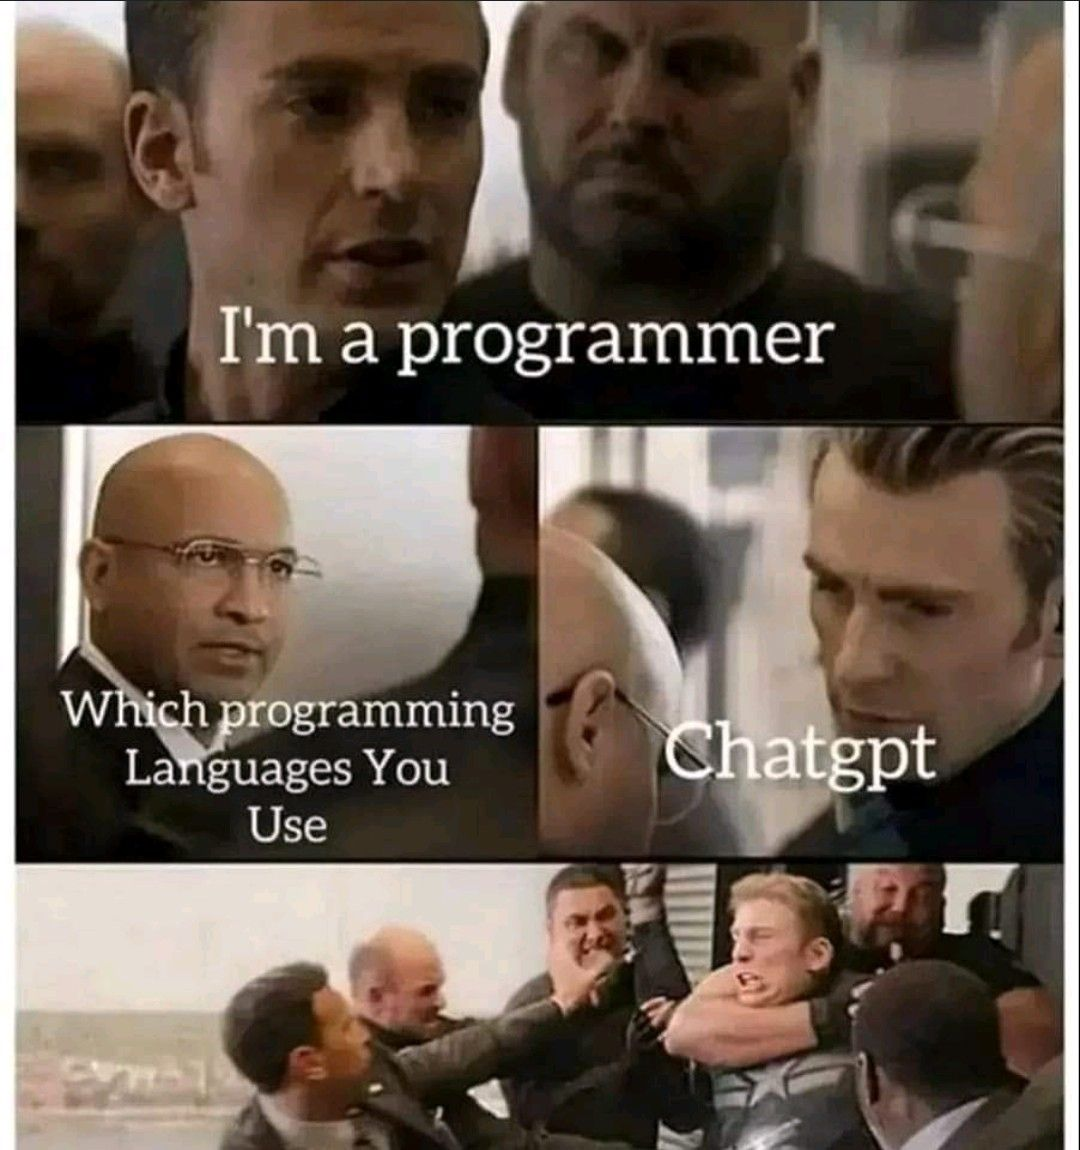 I'm a programmer
Which programming
Languages You
Use
Chatgpt